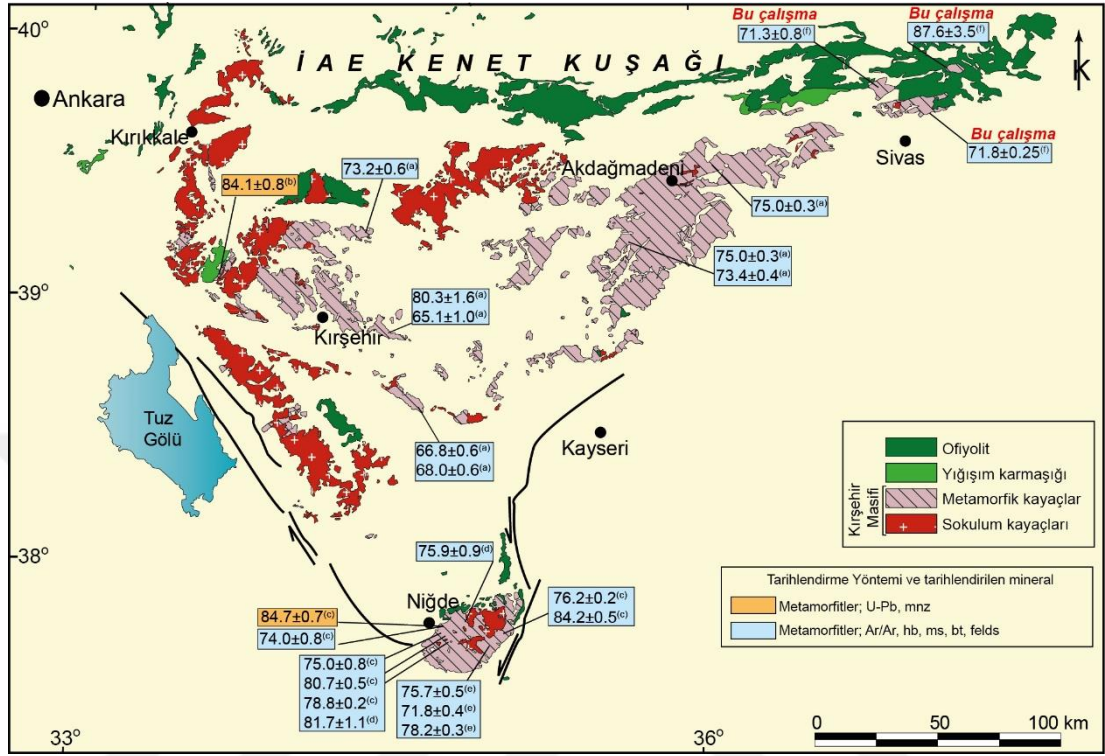 40°
Bu çalışma
71.3±0.8(f)
Bu çalışma
87.6±3.5(f)
İAE KENET KUŞAĞI
K
Ankara
Kırıkkale
84.1±0.8(b)
73.2±0.6(a)
Akdağmadeni
Sivas
Bu çalışma
71.8±0.25(f)
75.0±0.3(a)
75.0±0.3(a)
73.4±0.4(a)
39°
80.3±1.6(a)
65.1±1.0(a)
Kırşehir
Tuz
Gölü
66.8±0.6(a)
68.0±0.6(a)
Kayseri
Ofiyolit
Yığışım karmaşığı
Kırşehir
Masifi
Metamorfik kayaçlar
Sokulum kayaçları
38°
75.9±0.9(d)
Niğde
84.7±0.7(c)
74.0±0.8(c)
76.2±0.2(c)
84.2±0.5(c)
75.0±0.8(c)
80.7±0.5(c)
78.8±0.2(c)
81.7±1.1(d)
75.7±0.5(e)
71.8±0.4(e)
78.2±0.3(e)
Tarihlendirme Yöntemi ve tarihlendirilen mineral
Metamorfitler; U-Pb, mnz
Metamorfitler; Ar/Ar, hb, ms, bt, felds
0 50 100 km
33° 36°